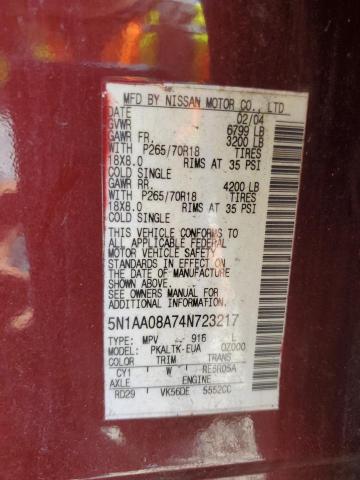 MFD BY NISSAN MOTOR CO., LTD
DATE 02/04
GVWR 6799 LB
GAWR FR. 3200 LB
WITH P265/70R18 TIRES
18X8.0 RIMS AT 35 PSI
COLD SINGLE
GAWR RR. 4200 LB
WITH P265/70R18 TIRES
18X8.0 RIMS AT 35 PSI
COLD SINGLE
THIS VEHICLE CONFORMS TO
ALL APPLICABLE FEDERAL
MOTOR VEHICLE SAFETY
STANDARDS IN EFFECT ON
THE DATE OF MANUFACTURE
SHOWN ABOVE.
SEE OWNERS MANUAL FOR
ADDITIONAL INFORMATION.
5N1AA08A74N723217
TYPE: MPV 916 L
MODEL: PKALTK-EUA 0Z000
COLOR TRIM TRANS
CY1 W RE5R05A
AXLE ENGINE
RD29 VK56DE 5552CC